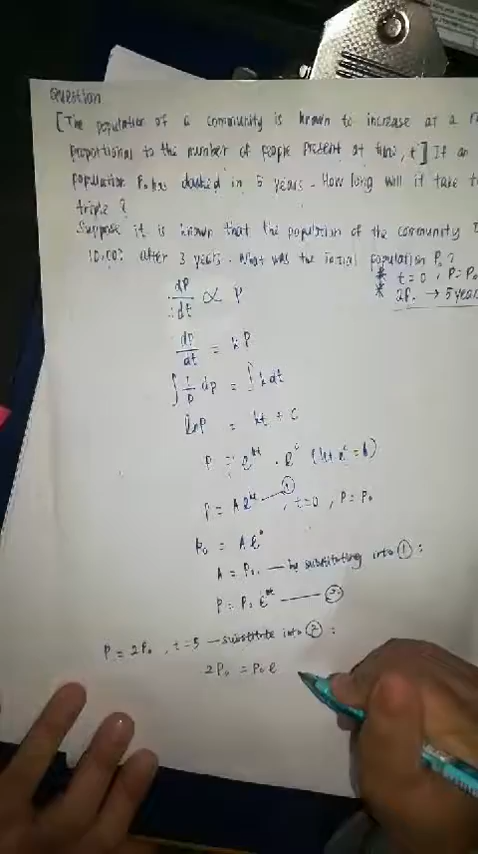 Question
[The population of a community is known to increase at a
proportional to the number of people present at time, t] If an
population P₀ has doubled in 5 years. How long will it take to
triple?
Suppose it is known that the population of the community
10,000 after 3 years. What was the initial population P₀?
* t=0, P=P₀
* 2P₀ → 5 years
dP/dt ∝ P
dP/dt = kP
∫ 1/P dP = ∫ k dt
ln P = kt + c
P = e^kt . e^c (let e^c = A)
P = Ae^kt — ①, t=0, P=P₀
P₀ = Ae^0
A = P₀ — by substituting into ①:
P = P₀ e^kt — ②
P = 2P₀, t=5 — substitute into ②:
2P₀ = P₀ e